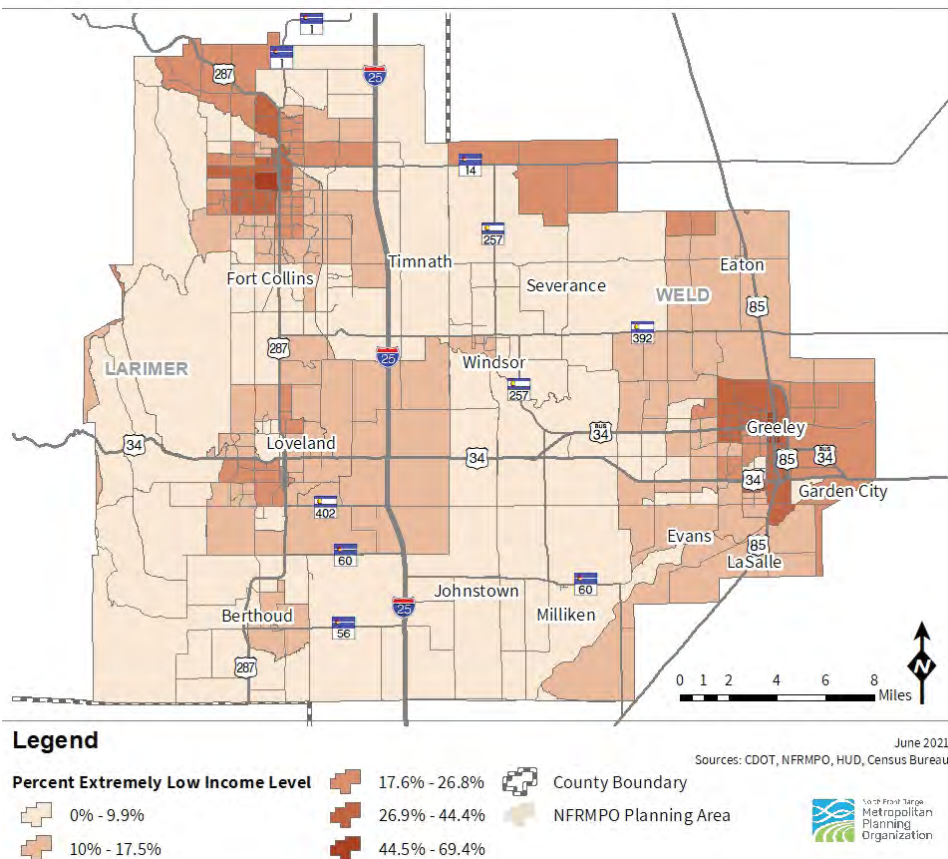 1
1
287
25
14
257
Timnath
Fort Collins
Severance
Eaton
WELD
85
392
287
25
Windsor
LARIMER
257
BUS
34
Greeley
Loveland
34
34
85
BUS
34
34
Garden City
402
Evans
85
LaSalle
60
60
Johnstown
25
Berthoud
Milliken
56
287
N
0 1 2 4 6 8
Miles
Legend
June 2021
Sources: CDOT, NFRMPO, HUD, Census Bureau
Percent Extremely Low Income Level
0% - 9.9%
10% - 17.5%
17.6% - 26.8%
26.9% - 44.4%
44.5% - 69.4%
County Boundary
NFRMPO Planning Area
North Front Range
Metropolitan
Planning
Organization